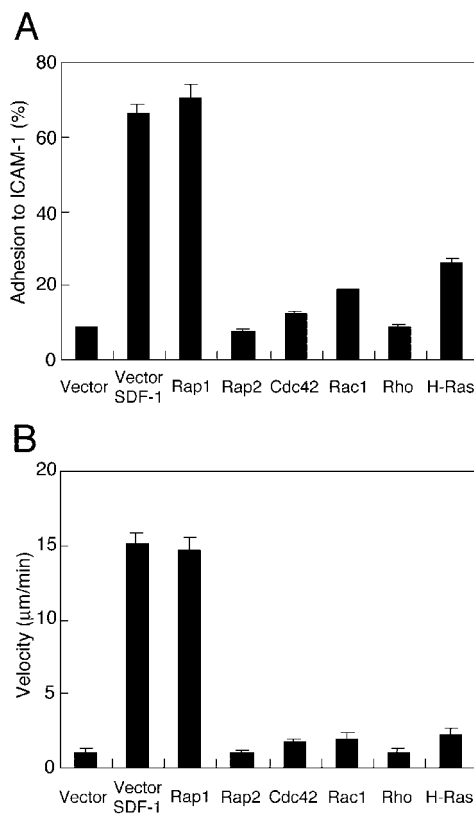 A
Adhesion to ICAM-1 (%)
80
60
40
20
0
Vector
Vector
SDF-1
Rap1
Rap2
Cdc42
Rac1
Rho
H-Ras
B
Velocity (μm/min)
20
15
10
5
0
Vector
Vector
SDF-1
Rap1
Rap2
Cdc42
Rac1
Rho
H-Ras